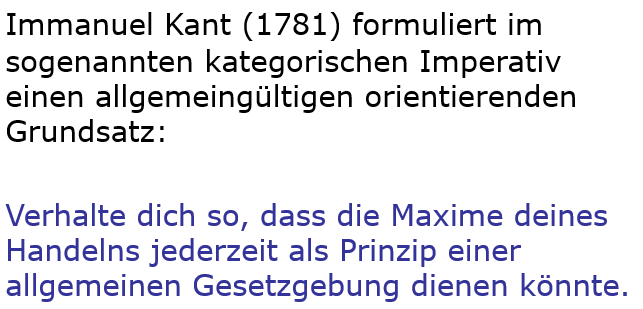 Immanuel Kant (1781) formuliert im
sogenannten kategorischen Imperativ
einen allgemeingültigen orientierenden
Grundsatz:
Verhalte dich so, dass die Maxime deines
Handelns jederzeit als Prinzip einer
allgemeinen Gesetzgebung dienen könnte.